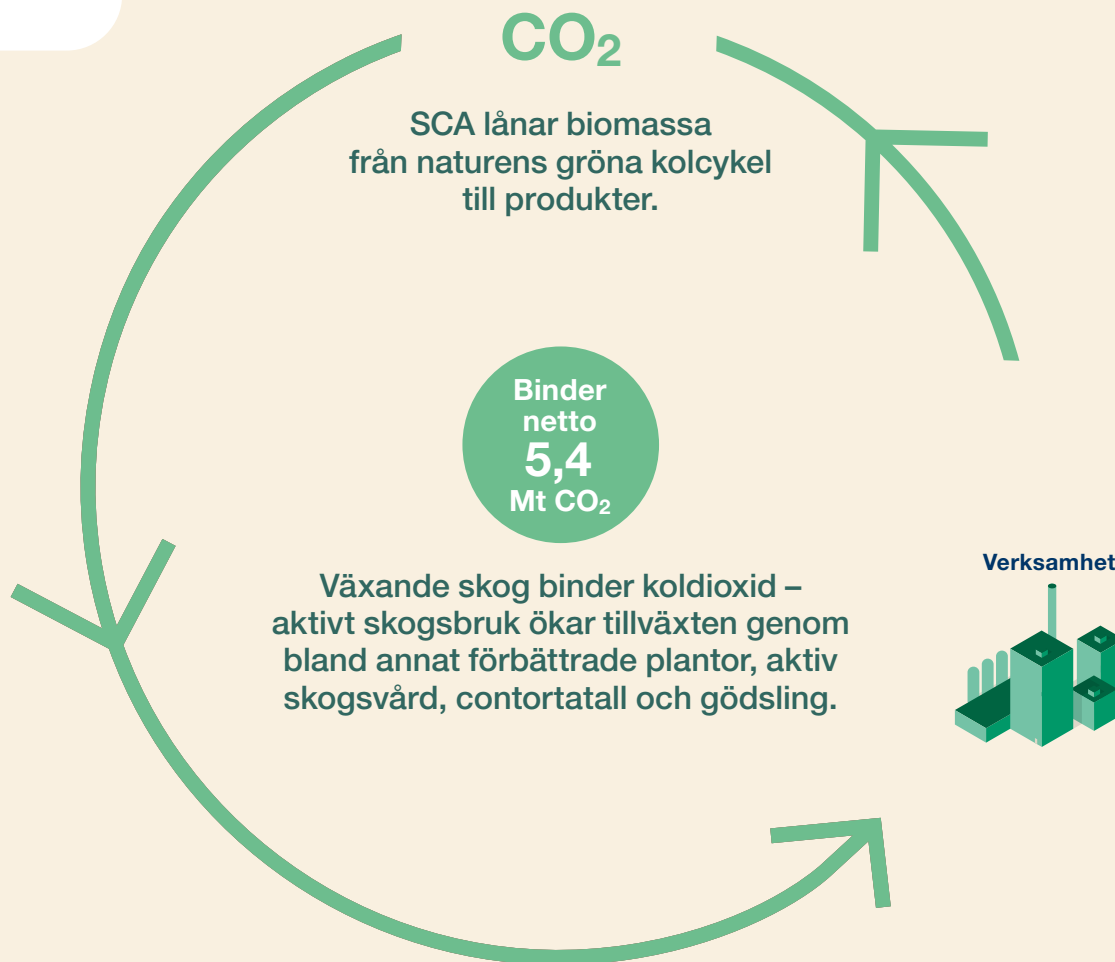 CO₂
SCA lånar biomassa
från naturens gröna kolcykel
till produkter.
Binder
netto
5,4
Mt CO₂
Växande skog binder koldioxid –
aktivt skogsbruk ökar tillväxten genom
bland annat förbättrade plantor, aktiv
skogsvård, contortatall och gödsling.
Verksamhet